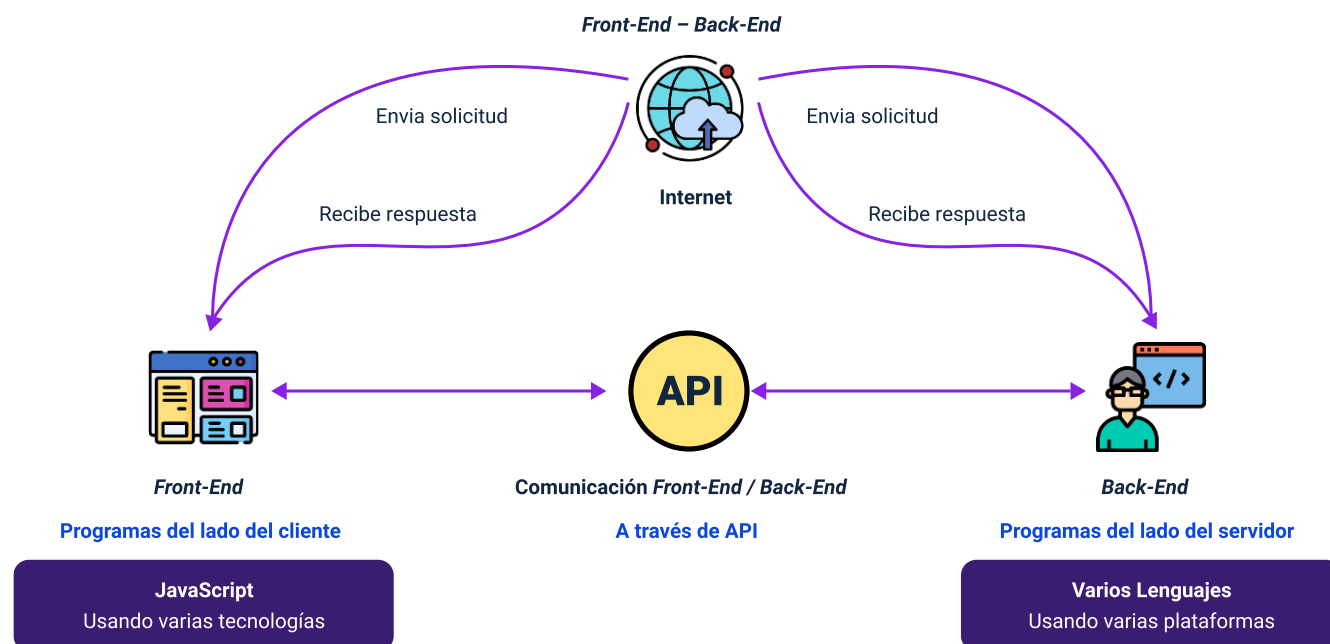 Front-End – Back-End
Envia solicitud
Envia solicitud
Internet
Recibe respuesta
Recibe respuesta
API
</>
Front-End
Comunicación Front-End / Back-End
Back-End
Programas del lado del cliente
A través de API
Programas del lado del servidor
JavaScript
Usando varias tecnologías
Varios Lenguajes
Usando varias plataformas